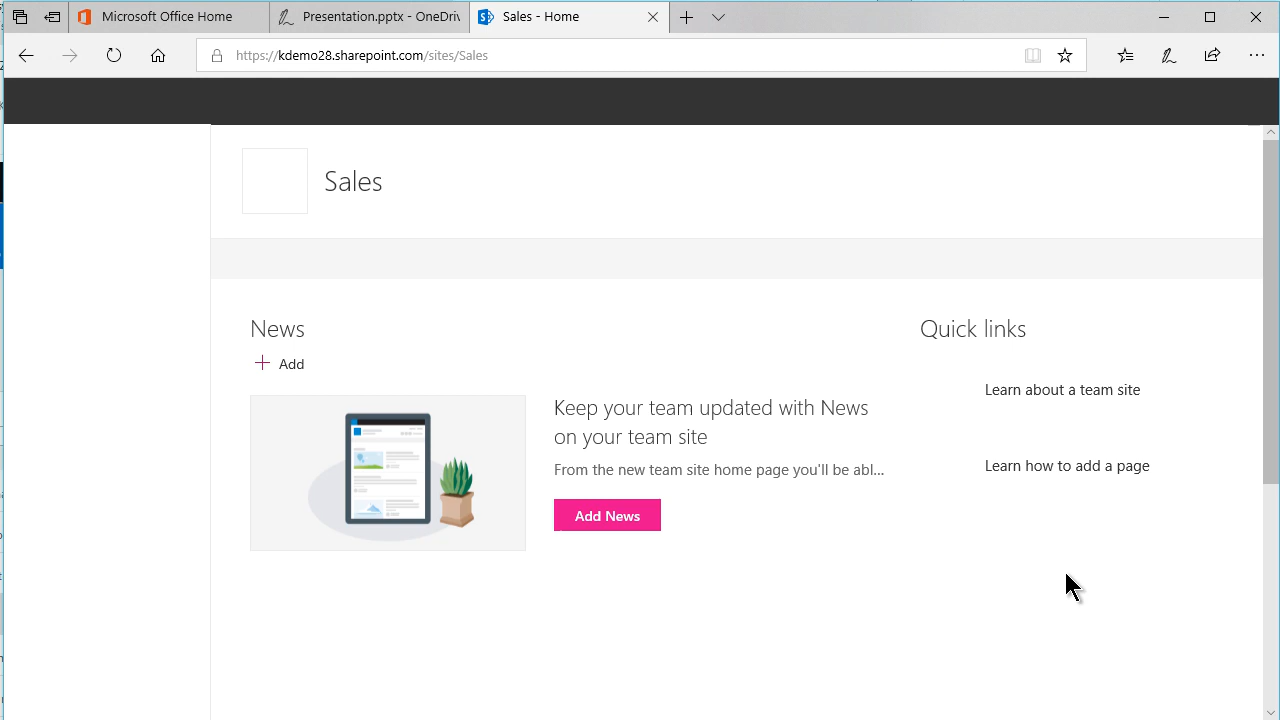 Microsoft Office Home
Presentation.pptx - OneDriv
Sales - Home
https://kdemo28.sharepoint.com/sites/Sales
Sales
News
Quick links
Add
Learn about a team site
Keep your team updated with News
on your team site
Learn how to add a page
From the new team site home page you'll be abl...
Add News